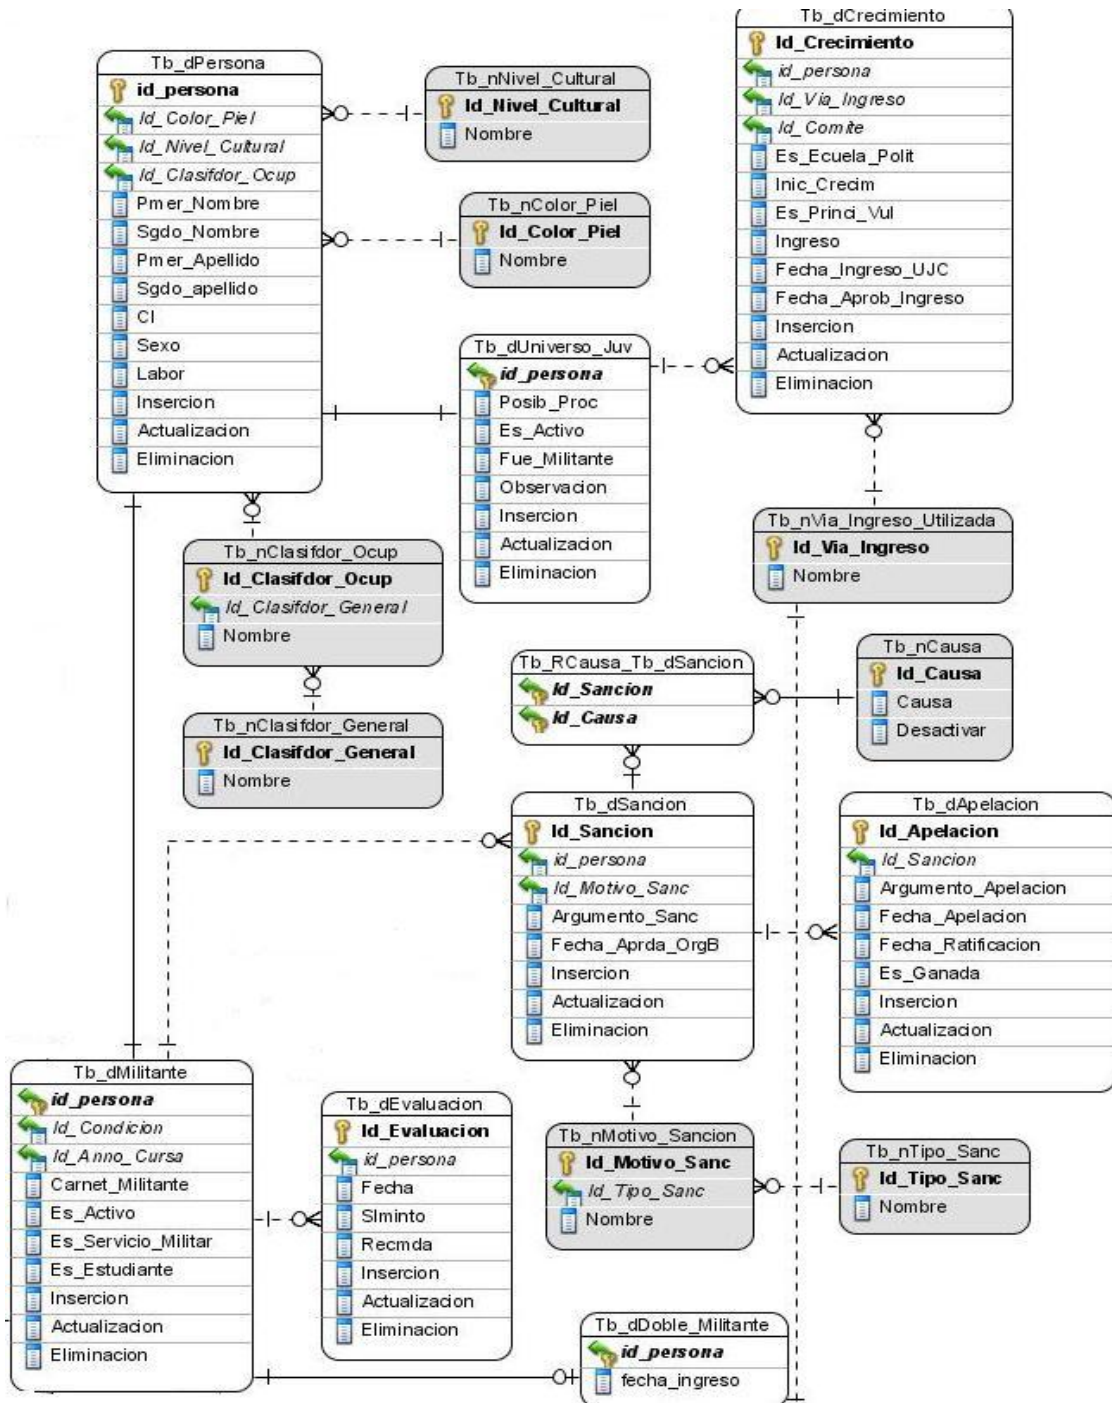 Tb_dPersona
id_persona
Id_Color_Piel
Id_Nivel_Cultural
Id_Clasifdor_Ocup
Pmer_Nombre
Sgdo_Nombre
Pmer_Apellido
Sgdo_apellido
CI
Sexo
Labor
Insercion
Actualizacion
Eliminacion
Tb_nNivel_Cultural
Id_Nivel_Cultural
Nombre
Tb_nColor_Piel
Id_Color_Piel
Nombre
Tb_dCrecimiento
Id_Crecimiento
id_persona
Id_Via_Ingreso
Id_Comite
Es_Ecuela_Polit
Inic_Crecim
Es_Princi_Vul
Ingreso
Fecha_Ingreso_UJC
Fecha_Aprob_Ingreso
Insercion
Actualizacion
Eliminacion
Tb_dUniverso_Juv
id_persona
Posib_Proc
Es_Activo
Fue_Militante
Observacion
Insercion
Actualizacion
Eliminacion
Tb_nVia_Ingreso_Utilizada
Id_Via_Ingreso
Nombre
Tb_nClasifdor_Ocup
Id_Clasifdor_Ocup
Id_Clasifdor_General
Nombre
Tb_nClasifdor_General
Id_Clasifdor_General
Nombre
Tb_RCausa_Tb_dSancion
Id_Sancion
Id_Causa
Tb_nCausa
Id_Causa
Causa
Desactivar
Tb_dSancion
Id_Sancion
id_persona
Id_Motivo_Sanc
Argumento_Sanc
Fecha_Aprda_OrgB
Insercion
Actualizacion
Eliminacion
Tb_dApelacion
Id_Apelacion
Id_Sancion
Argumento_Apelacion
Fecha_Apelacion
Fecha_Ratificacion
Es_Ganada
Insercion
Actualizacion
Eliminacion
Tb_dMilitante
id_persona
Id_Condicion
Id_Anno_Cursa
Carnet_Militante
Es_Activo
Es_Servicio_Militar
Es_Estudiante
Insercion
Actualizacion
Eliminacion
Tb_dEvaluacion
Id_Evaluacion
id_persona
Fecha
Slminto
Recmda
Insercion
Actualizacion
Eliminacion
Tb_nMotivo_Sancion
Id_Motivo_Sanc
Id_Tipo_Sanc
Nombre
Tb_nTipo_Sanc
Id_Tipo_Sanc
Nombre
Tb_dDoble_Militante
id_persona
fecha_ingreso